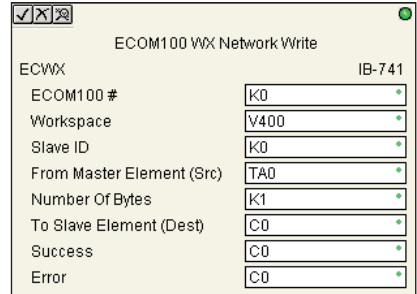 ECOM100 WX Network Write
ECWX IB-741
ECOM100 # K0
Workspace V400
Slave ID K0
From Master Element (Src) TA0
Number Of Bytes K1
To Slave Element (Dest) C0
Success C0
Error C0